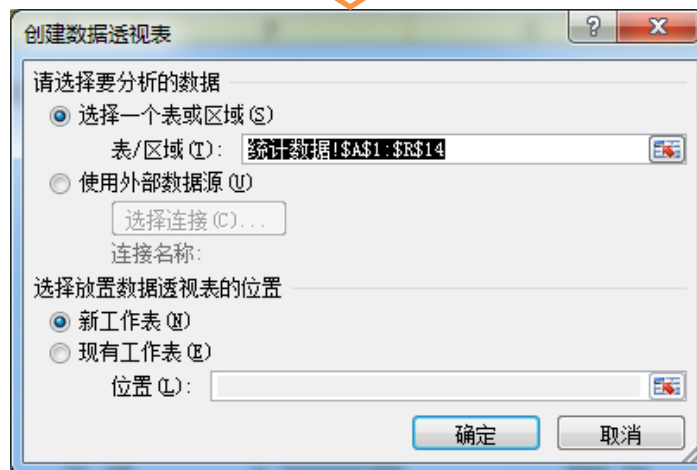 创建数据透视表
请选择要分析的数据
选择一个表或区域(S)
表/区域(T): 统计数据!$A$1:$R$14
使用外部数据源(U)
选择连接(C)...
连接名称:
选择放置数据透视表的位置
新工作表(N)
现有工作表(E)
位置(L):
确定 取消